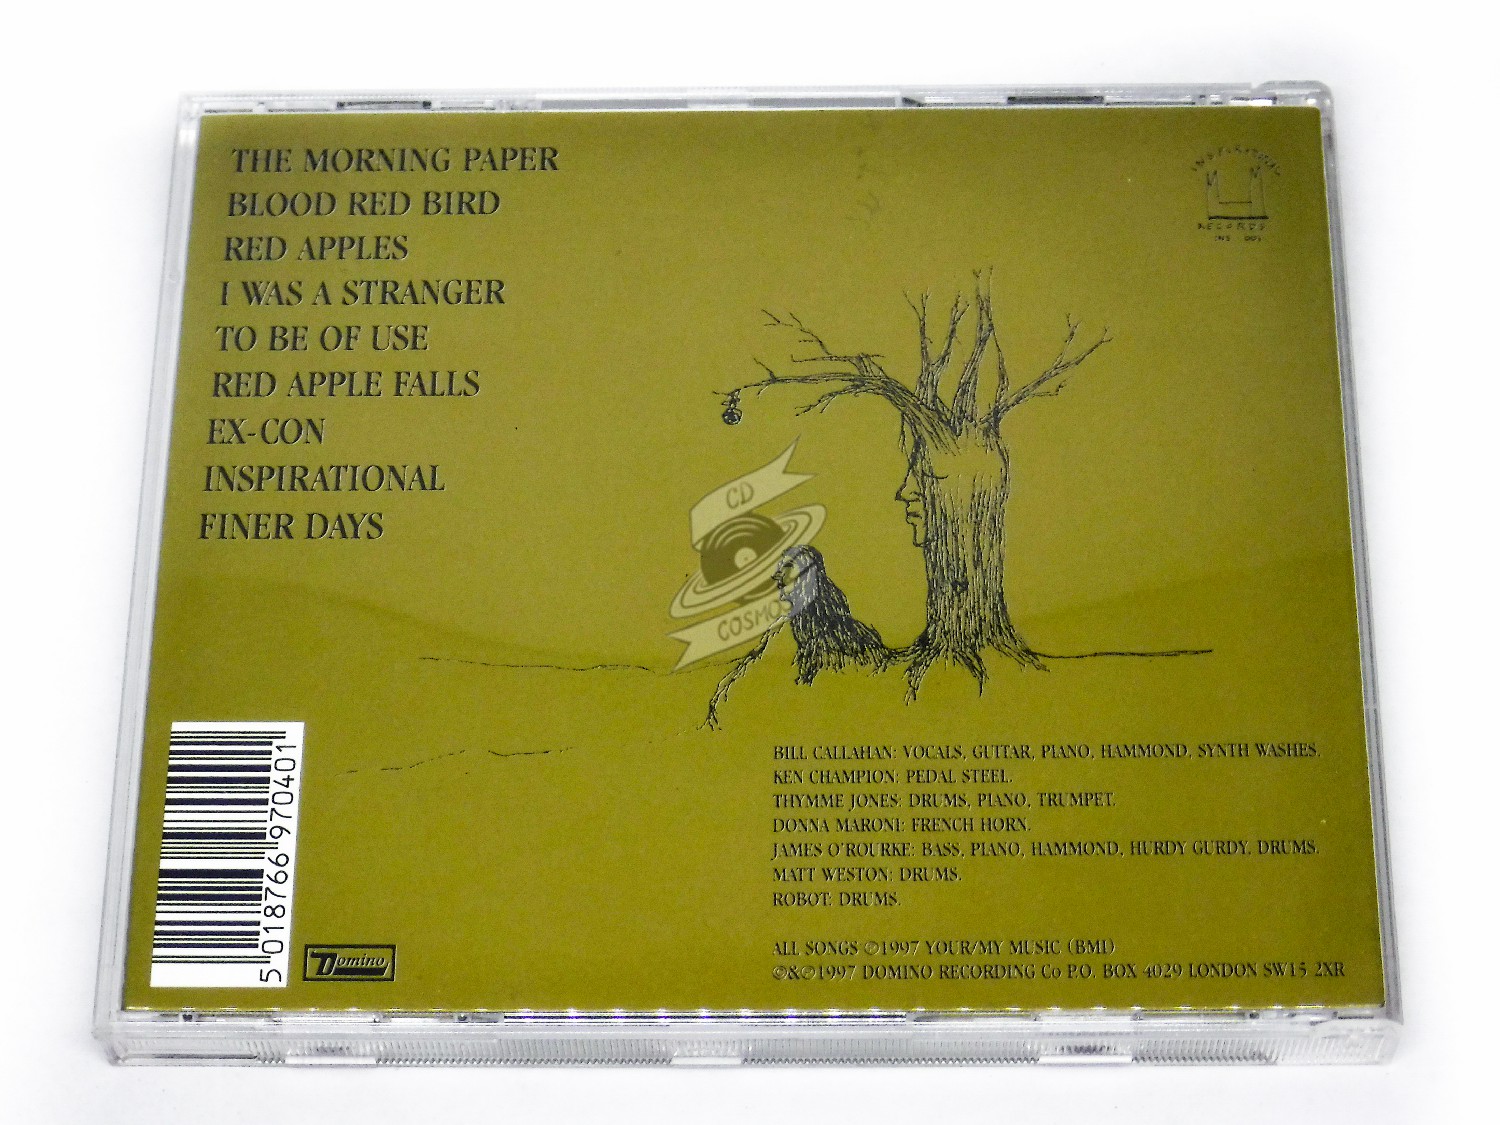 THE MORNING PAPER
BLOOD RED BIRD
RED APPLES
I WAS A STRANGER
TO BE OF USE
RED APPLE FALLS
EX-CON
INSPIRATIONAL
FINER DAYS
RECORDS
CD
COSMOS
BILL CALLAHAN: VOCALS, GUITAR, PIANO, HAMMOND, SYNTH WASHES.
KEN CHAMPION: PEDAL STEEL.
THYMME JONES: DRUMS, PIANO, TRUMPET.
DONNA MARONI: FRENCH HORN.
JAMES O'ROURKE: BASS, PIANO, HAMMOND, HURDY GURDY, DRUMS.
MATT WESTON: DRUMS.
ROBOT: DRUMS.
ALL SONGS ©1997 YOUR/MY MUSIC (BMI)
©&℗1997 DOMINO RECORDING Co P.O. BOX 4029 LONDON SW15 2XR
5 018766 970401
Domino